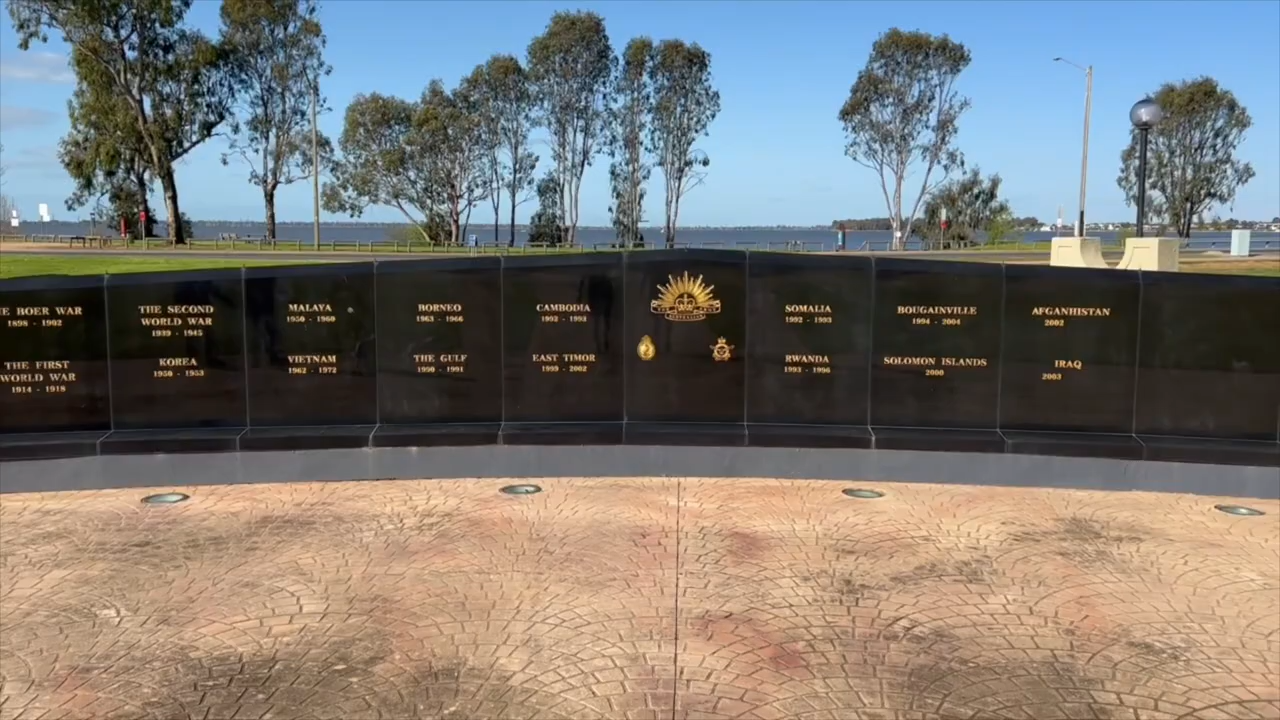 E BOER WAR
1898 - 1902
THE FIRST
WORLD WAR
1914 - 1918
THE SECOND
WORLD WAR
1939 - 1945
KOREA
1950 - 1953
MALAYA
1950 - 1960
VIETNAM
1962 - 1972
BORNEO
1963 - 1966
THE GULF
1990 - 1991
CAMBODIA
1992 - 1993
EAST TIMOR
1999 - 2002
SOMALIA
1992 - 1993
RWANDA
1993 - 1996
BOUGAINVILLE
1994 - 2004
SOLOMON ISLANDS
2000
AFGANHISTAN
2002
IRAQ
2003